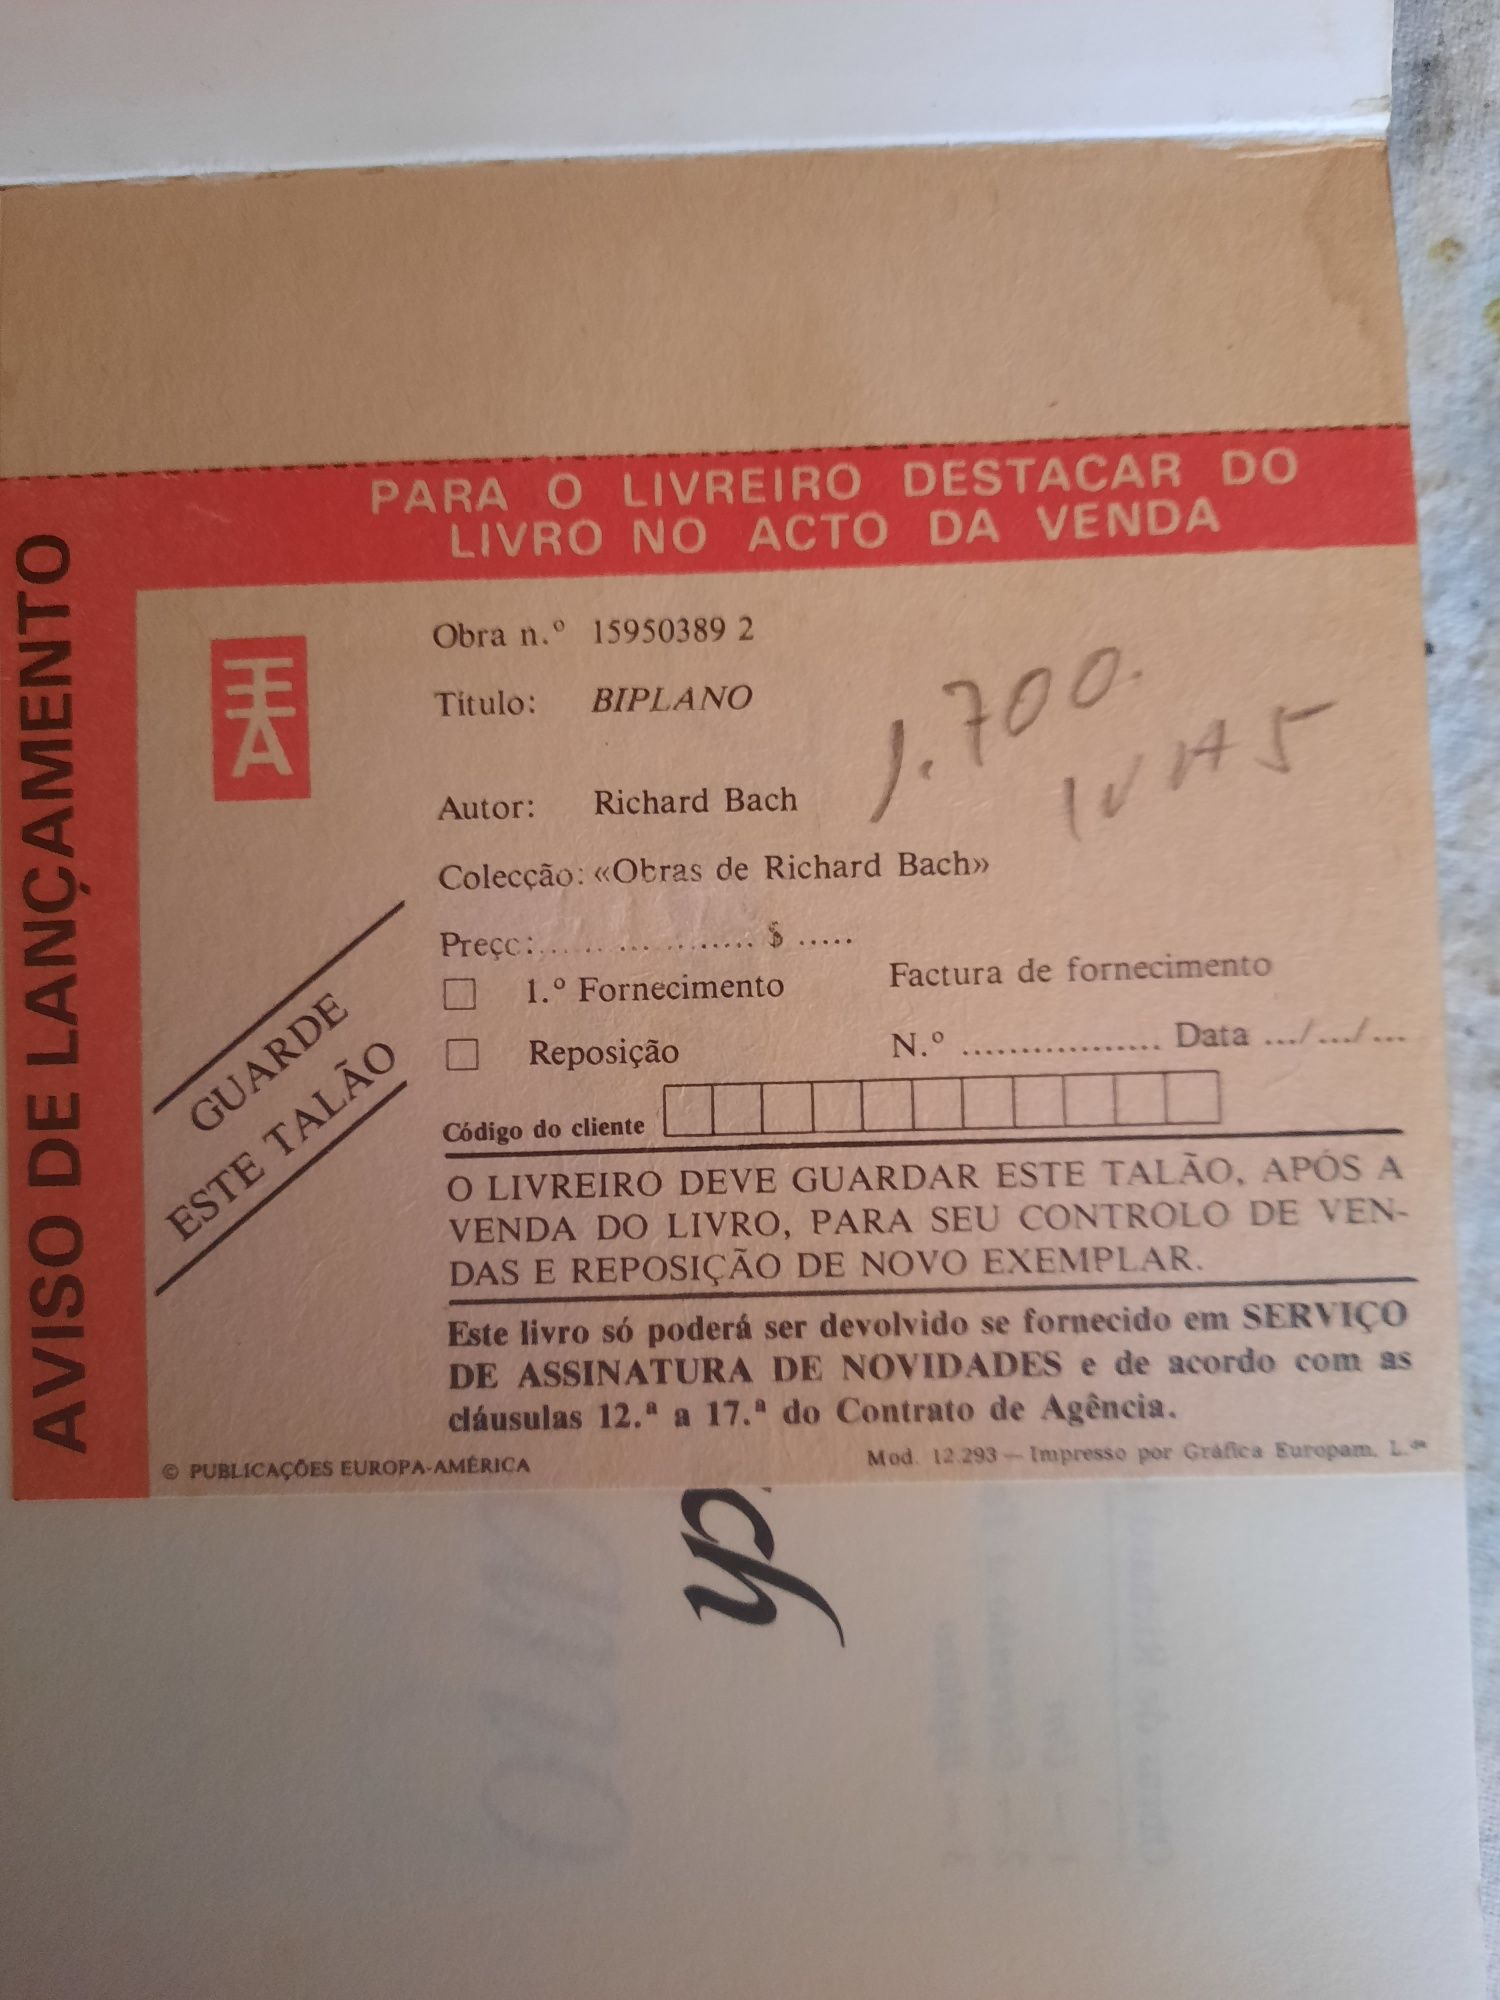 PARA O LIVREIRO DESTACAR DO
LIVRO NO ACTO DA VENDA
AVISO DE LANÇAMENTO
EA
Obra n.º 15950389 2
Título: BIPLANO
1.700.
IVA 5
Autor: Richard Bach
Colecção: «Obras de Richard Bach»
Preço:.................... $ .....
1.º Fornecimento Factura de fornecimento
Reposição N.º .................. Data .../.../...
GUARDE
ESTE TALÃO
Código do cliente
O LIVREIRO DEVE GUARDAR ESTE TALÃO, APÓS A
VENDA DO LIVRO, PARA SEU CONTROLO DE VEN-
DAS E REPOSIÇÃO DE NOVO EXEMPLAR.
Este livro só poderá ser devolvido se fornecido em SERVIÇO
DE ASSINATURA DE NOVIDADES e de acordo com as
cláusulas 12.ª a 17.ª do Contrato de Agência.
© PUBLICAÇÕES EUROPA-AMÉRICA
Mod. 12.293 — Impresso por Gráfica Europam, L.da
ch